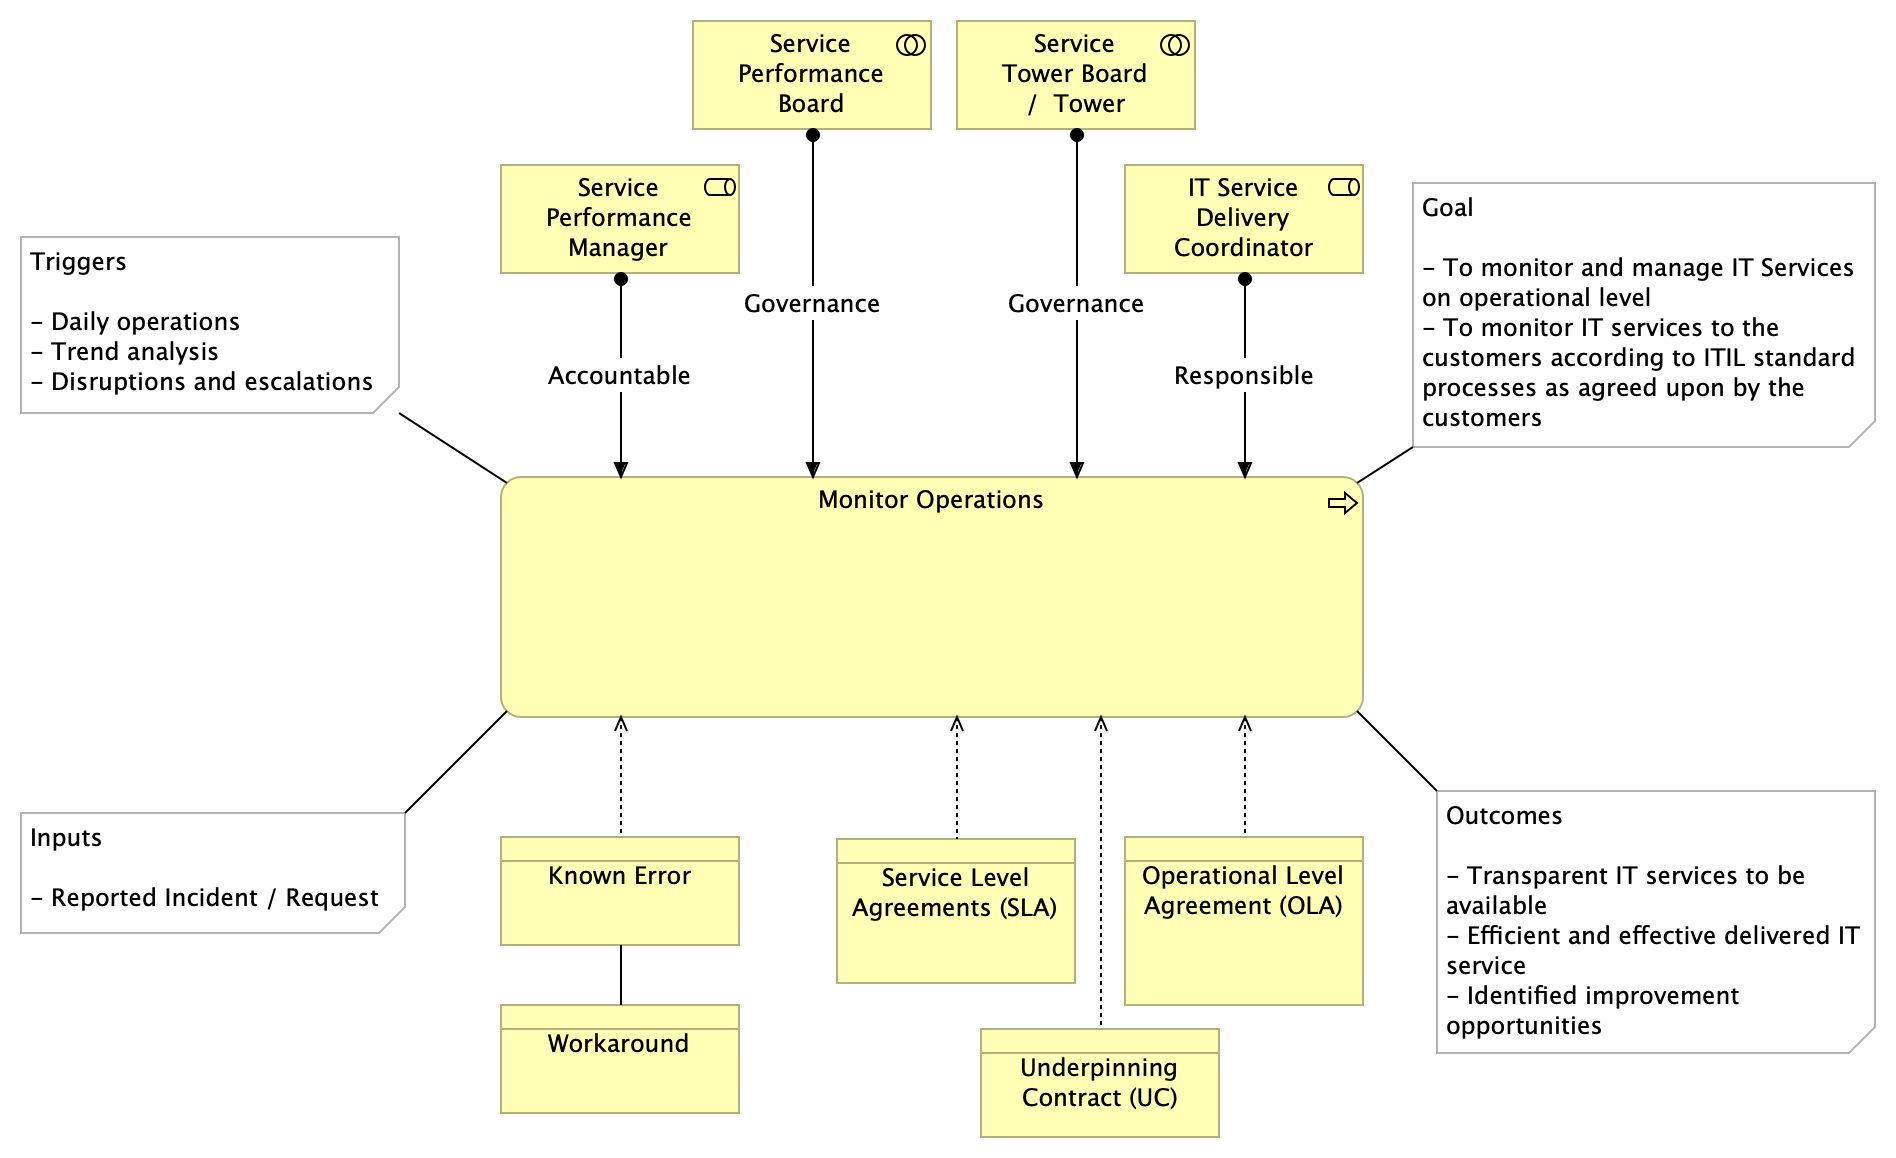 Service
Performance
Board
Service
Tower Board
/  Tower
Service
Performance
Manager
IT Service
Delivery
Coordinator
Triggers
– Daily operations
– Trend analysis
– Disruptions and escalations
Goal
– To monitor and manage IT Services
on operational level
– To monitor IT services to the
customers according to ITIL standard
processes as agreed upon by the
customers
Governance
Governance
Accountable
Responsible
Monitor Operations
Inputs
– Reported Incident / Request
Known Error
Workaround
Service Level
Agreements (SLA)
Operational Level
Agreement (OLA)
Underpinning
Contract (UC)
Outcomes
– Transparent IT services to be
available
– Efficient and effective delivered IT
service
– Identified improvement
opportunities